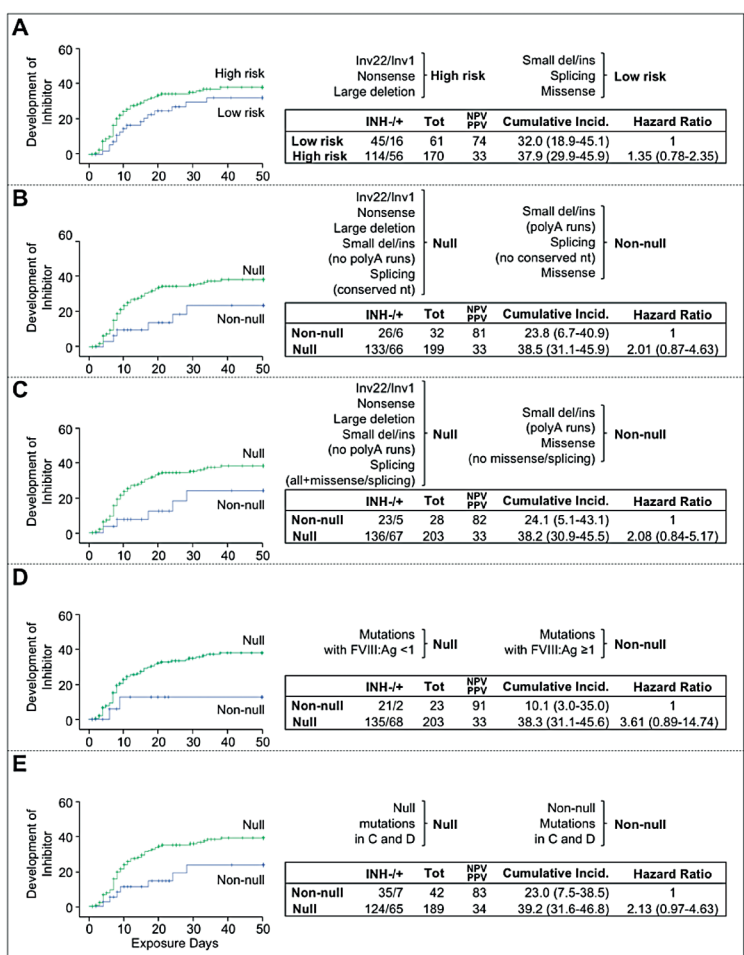 A
Development of
Inhibitor
60
40
20
0
0 10 20 30 40 50
High risk
Low risk
Inv22/Inv1
Nonsense
Large deletion
High risk
Small del/ins
Splicing
Missense
Low risk
INH-/+ Tot NPV PPV Cumulative Incid. Hazard Ratio
Low risk 45/16 61 74 32.0 (18.9-45.1) 1
High risk 114/56 170 33 37.9 (29.9-45.9) 1.35 (0.78-2.35)
B
Development of
Inhibitor
60
40
20
0
0 10 20 30 40 50
Null
Non-null
Inv22/Inv1
Nonsense
Large deletion
Small del/ins
(no polyA runs)
Splicing
(conserved nt)
Null
Small del/ins
(polyA runs)
Splicing
(no conserved nt)
Missense
Non-null
INH-/+ Tot NPV PPV Cumulative Incid. Hazard Ratio
Non-null 26/6 32 81 23.8 (6.7-40.9) 1
Null 133/66 199 33 38.5 (31.1-45.9) 2.01 (0.87-4.63)
C
Development of
Inhibitor
60
40
20
0
0 10 20 30 40 50
Null
Non-null
Inv22/Inv1
Nonsense
Large deletion
Small del/ins
(no polyA runs)
Splicing
(all+missense/splicing)
Null
Small del/ins
(polyA runs)
Missense
(no missense/splicing)
Non-null
INH-/+ Tot NPV PPV Cumulative Incid. Hazard Ratio
Non-null 23/5 28 82 24.1 (5.1-43.1) 1
Null 136/67 203 33 38.2 (30.9-45.5) 2.08 (0.84-5.17)
D
Development of
Inhibitor
60
40
20
0
0 10 20 30 40 50
Null
Non-null
Mutations
with FVIII:Ag <1
Null
Mutations
with FVIII:Ag ≥1
Non-null
INH-/+ Tot NPV PPV Cumulative Incid. Hazard Ratio
Non-null 21/2 23 91 10.1 (3.0-35.0) 1
Null 135/68 203 33 38.3 (31.1-45.6) 3.61 (0.89-14.74)
E
Development of
Inhibitor
60
40
20
0
0 10 20 30 40 50
Exposure Days
Null
Non-null
Null
mutations
in C and D
Null
Non-null
Mutations
in C and D
Non-null
INH-/+ Tot NPV PPV Cumulative Incid. Hazard Ratio
Non-null 35/7 42 83 23.0 (7.5-38.5) 1
Null 124/65 189 34 39.2 (31.6-46.8) 2.13 (0.97-4.63)